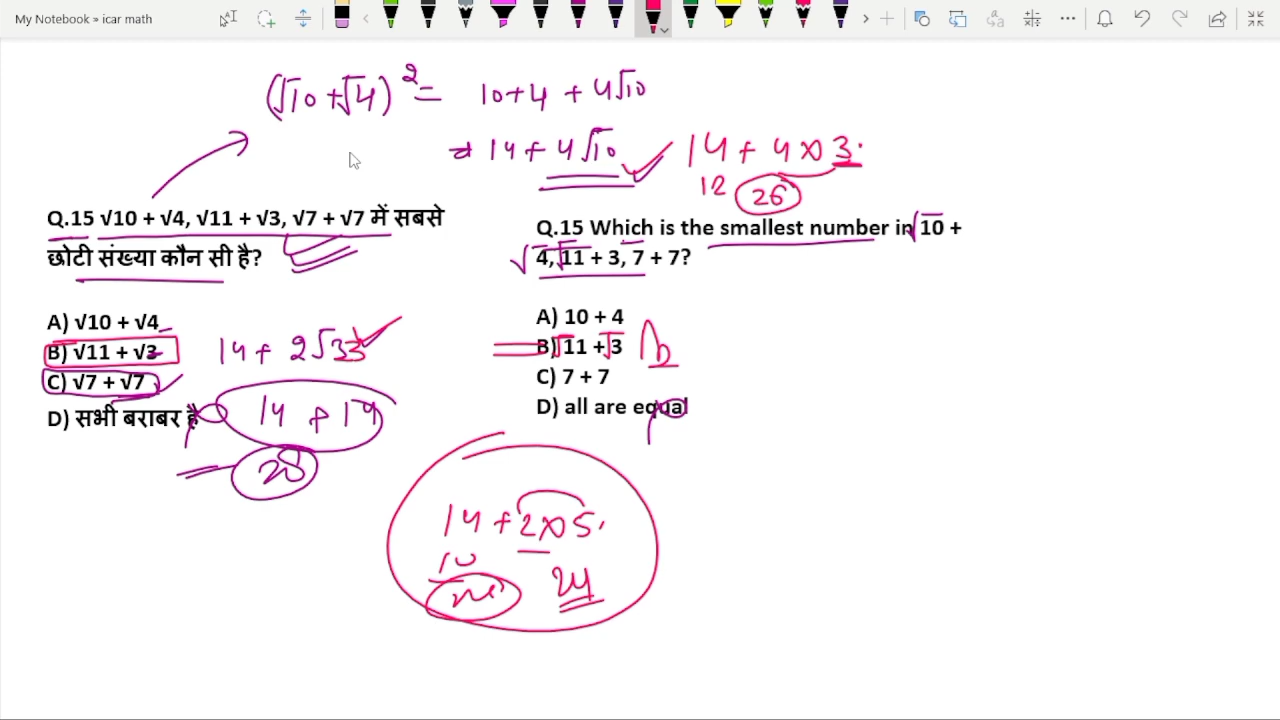 My Notebook » icar math
(√10 + √4)² = 10+4 + 4√10
⇒ 14 + 4√10
14 + 4 × 3.
12 26
Q.15 √10 + √4, √11 + √3, √7 + √7 में सबसे
छोटी संख्या कौन सी है?
A) √10 + √4
B) √11 + √3
C) √7 + √7
D) सभी बराबर है
14 + 2√33
14 + 14
28
Q.15 Which is the smallest number in √10 +
√4, √11 + 3, 7 + 7?
A) 10 + 4
B) √11 + √3
C) 7 + 7
D) all are equal
b
14 + 2×5.
10
24